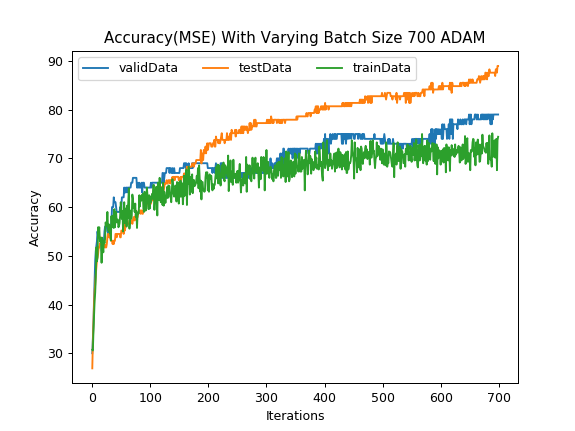 Accuracy(MSE) With Varying Batch Size 700 ADAM
validData testData trainData
90
80
70
60
50
40
30
Accuracy
0 100 200 300 400 500 600 700
Iterations